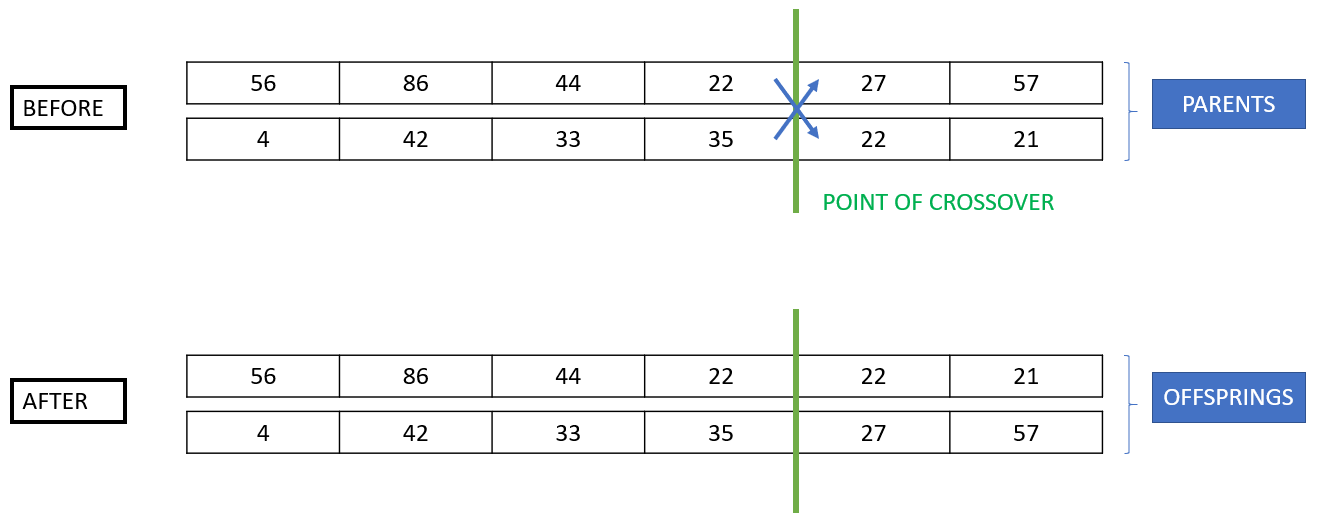 BEFORE
56 86 44 22 27 57
4 42 33 35 22 21
PARENTS
POINT OF CROSSOVER
AFTER
56 86 44 22 22 21
4 42 33 35 27 57
OFFSPRINGS